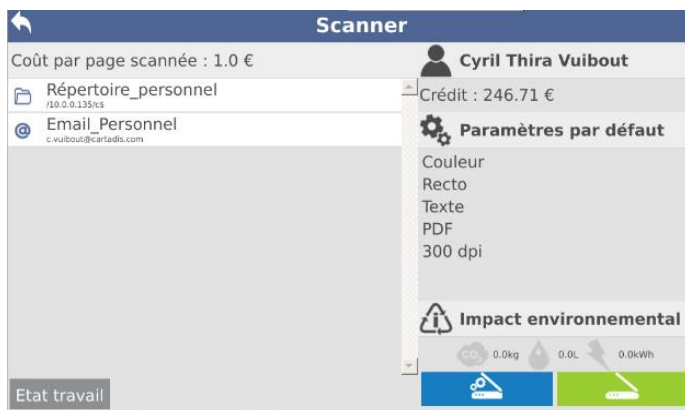 Scanner
Coût par page scannée : 1.0 €
Répertoire_personnel
/10.0.0.135/c$
@ Email_Personnel
c.vuibout@cartadis.com
Etat travail
Cyril Thira Vuibout
Crédit : 246.71 €
Paramètres par défaut
Couleur
Recto
Texte
PDF
300 dpi
Impact environnemental
CO₂ 0.0kg 0.0L 0.0kWh